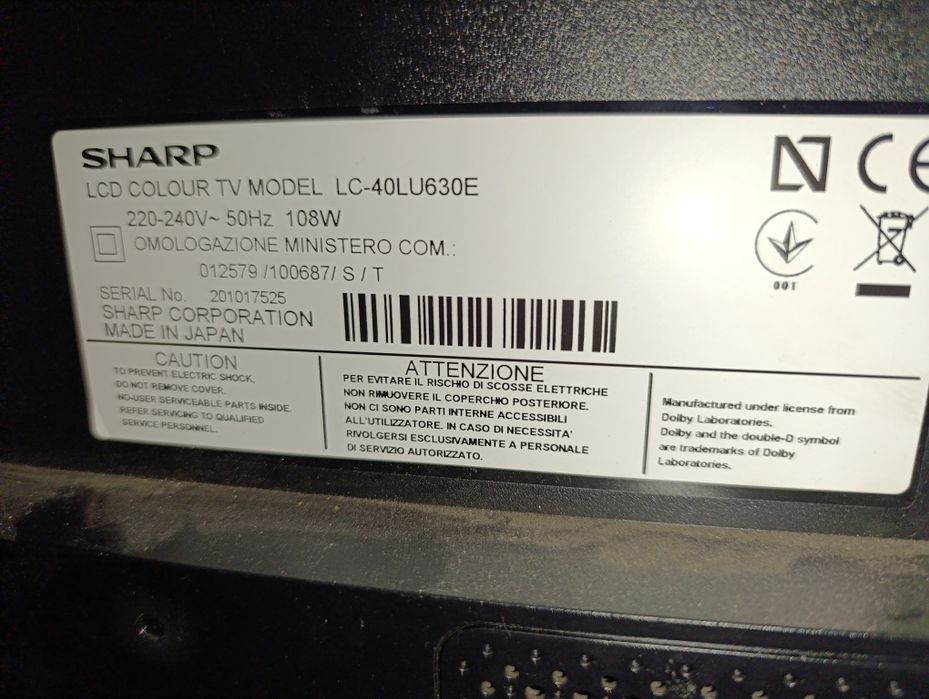 SHARP
LCD COLOUR TV MODEL LC-40LU630E
220-240V~ 50Hz 108W
OMOLOGAZIONE MINISTERO COM.:
012579 /100687/ S / T
SERIAL No. 201017525
SHARP CORPORATION
MADE IN JAPAN
CE
001
CAUTION
TO PREVENT ELECTRIC SHOCK,
DO NOT REMOVE COVER.
NO-USER SERVICEABLE PARTS INSIDE.
REFER SERVICING TO QUALIFIED
SERVICE PERSONNEL.
ATTENZIONE
PER EVITARE IL RISCHIO DI SCOSSE ELETTRICHE
NON RIMUOVERE IL COPERCHIO POSTERIORE.
NON CI SONO PARTI INTERNE ACCESSIBILI
ALL'UTILIZZATORE. IN CASO DI NECESSITA'
RIVOLGERSI ESCLUSIVAMENTE A PERSONALE
DI SERVIZIO AUTORIZZATO.
Manufactured under license from
Dolby Laboratories.
Dolby and the double-D symbol
are trademarks of Dolby
Laboratories.